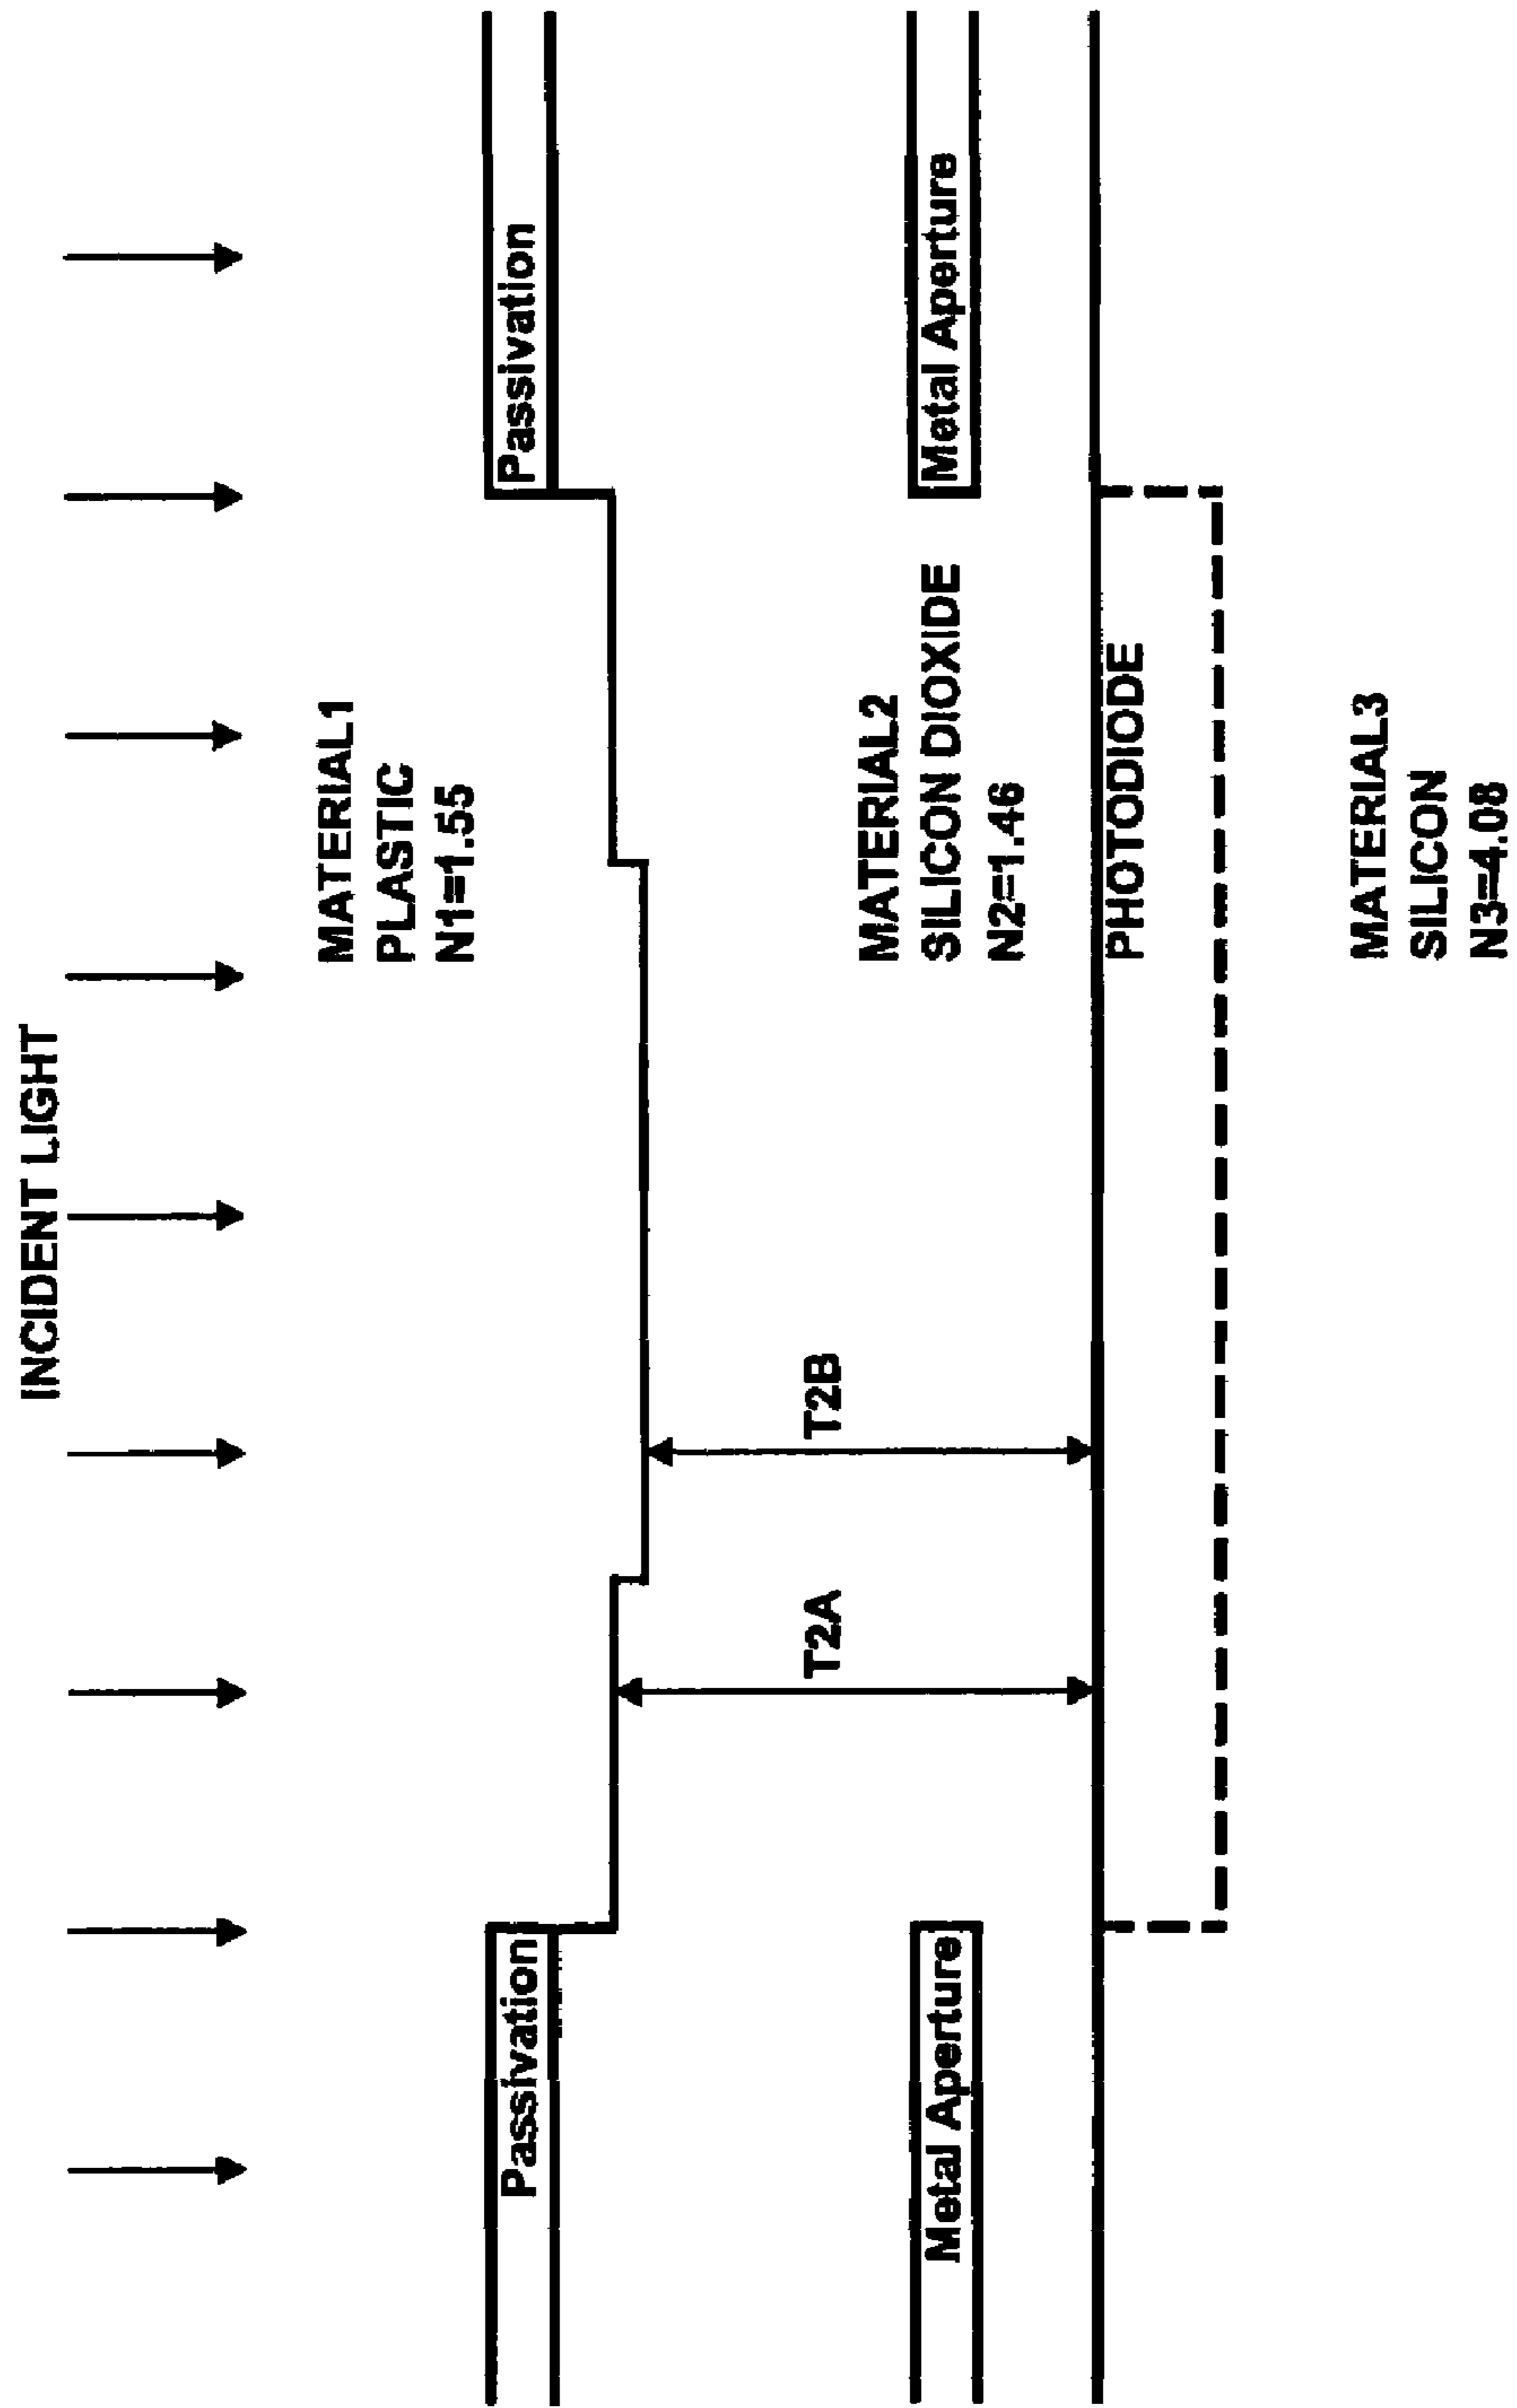 INCIDENT LIGHT
MATERIAL1
PLASTIC
N1=1.55
Passivation
Passivation
T2A
T2B
MATERIAL2
SILICON DIOXIDE
N2=1.46
Metal Aperture
Metal Aperture
PHOTODIODE
MATERIAL3
SILICON
N3=4.08